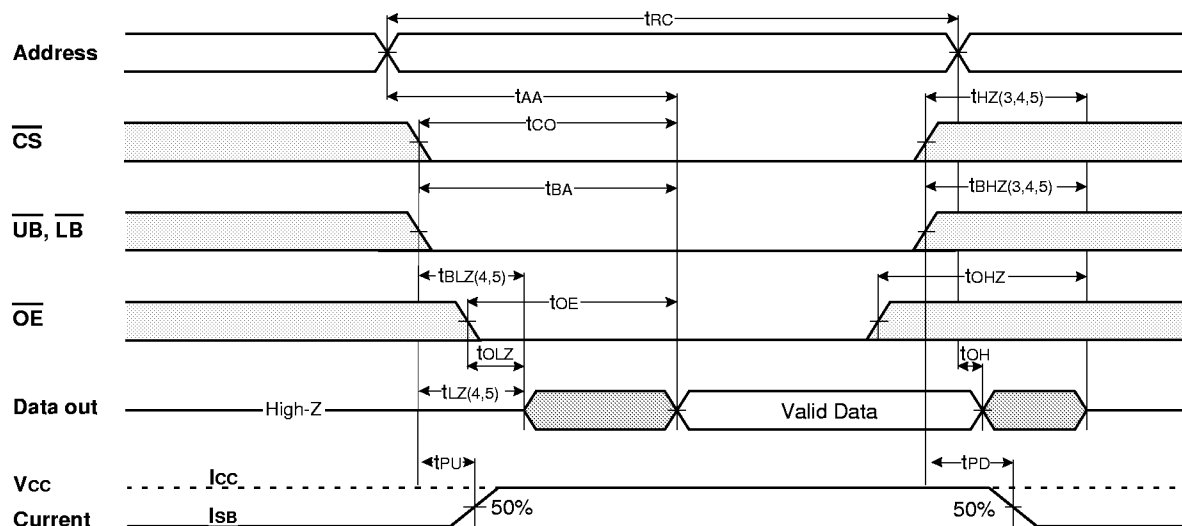 tRC
Address
tAA
tHZ(3,4,5)
CS
tCO
tBA
tBHZ(3,4,5)
UB, LB
tBLZ(4,5)
tOHZ
OE
tOE
tOLZ
tOH
tLZ(4,5)
Data out
High-Z
Valid Data
tPU
tPD
VCC
ICC
50%
50%
Current
ISB